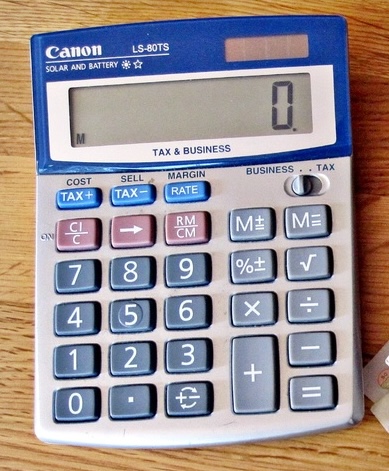 Canon LS-80TS
SOLAR AND BATTERY
0.
M
TAX & BUSINESS
COST SELL MARGIN BUSINESS . . TAX
TAX+ TAX− RATE
ON CI/C → RM/CM M± M=
7 8 9 %± √
4 5 6 × ÷
1 2 3 + −
0 . +⇄− =